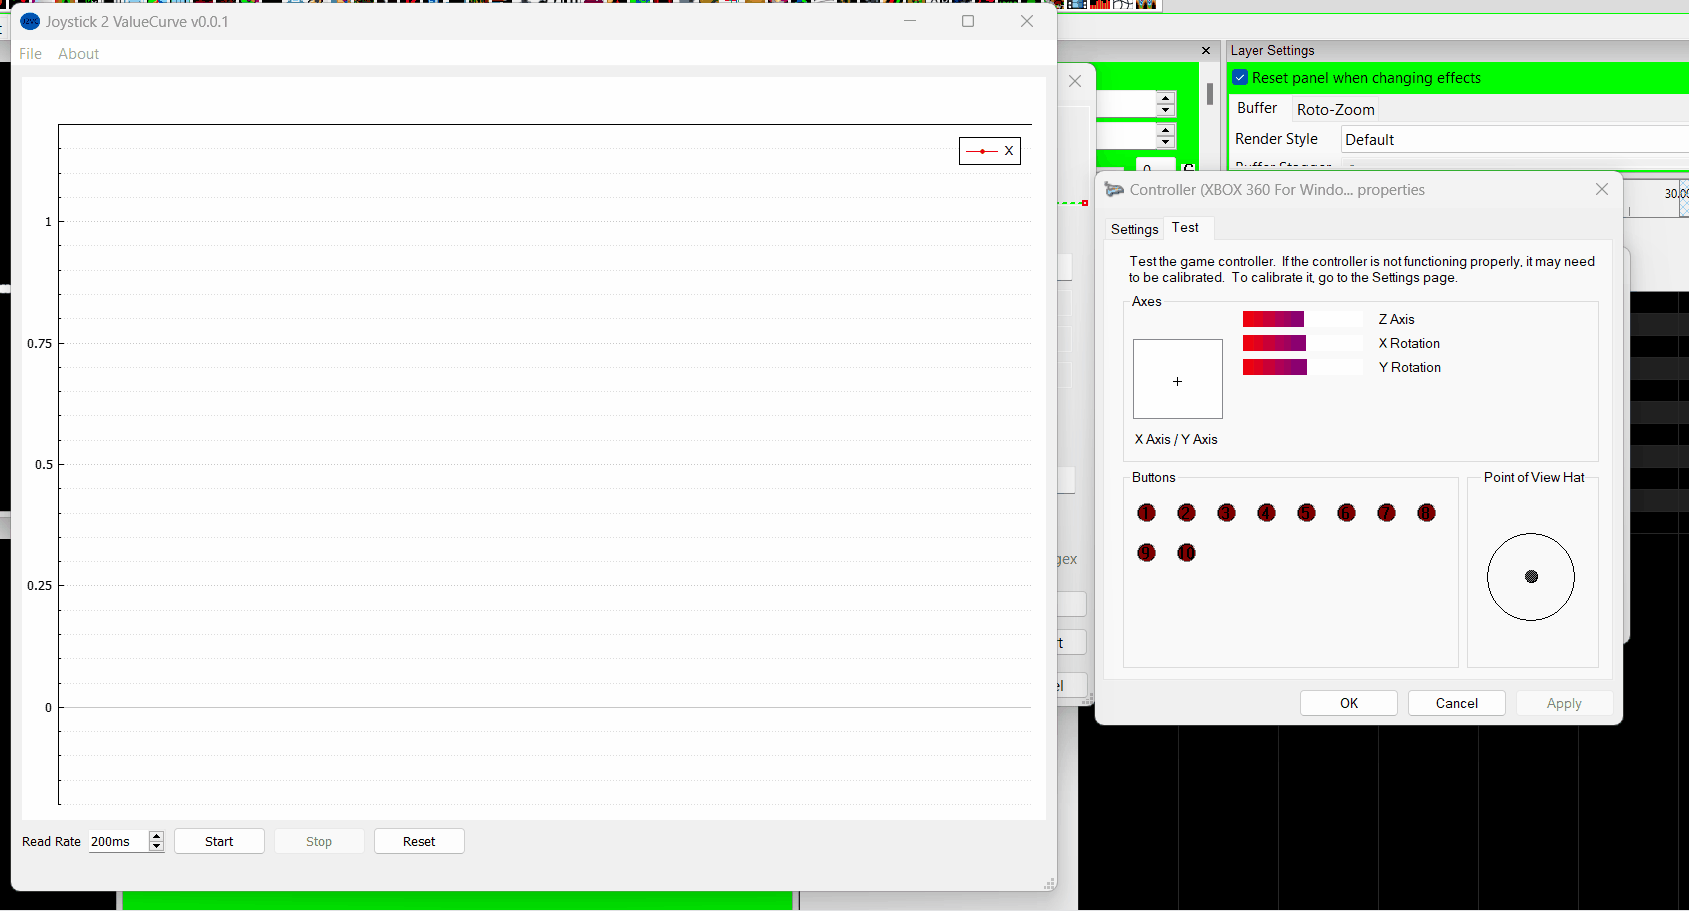 Joystick 2 ValueCurve v0.0.1
File About
X
1
0.75
0.5
0.25
0
Read Rate 200ms Start Stop Reset
Layer Settings
Reset panel when changing effects
Buffer Roto-Zoom
Render Style Default
Controller (XBOX 360 For Windo... properties
Settings Test
Test the game controller. If the controller is not functioning properly, it may need
to be calibrated. To calibrate it, go to the Settings page.
Axes
Z Axis
X Rotation
Y Rotation
X Axis / Y Axis
Buttons
1 2 3 4 5 6 7 8
9 10
Point of View Hat
OK Cancel Apply
gex